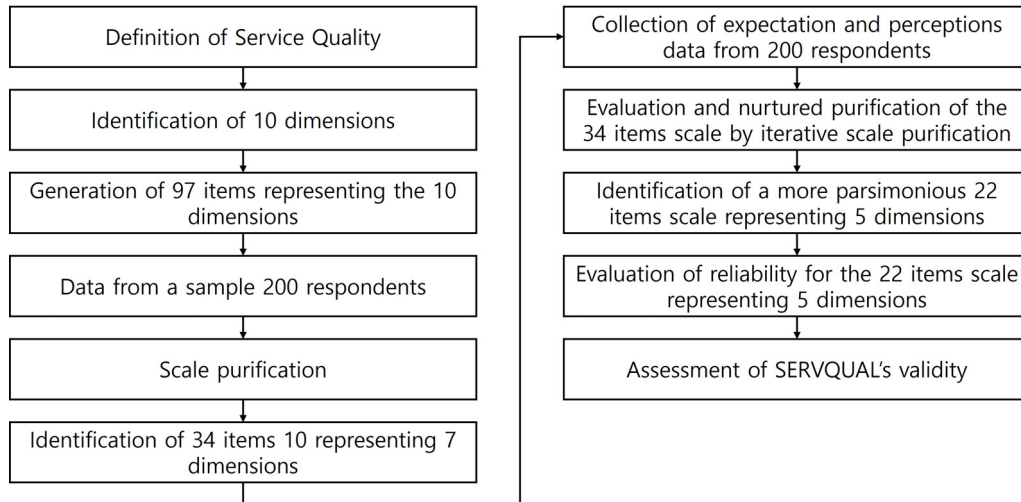 Definition of Service Quality
Identification of 10 dimensions
Generation of 97 items representing the 10
dimensions
Data from a sample 200 respondents
Scale purification
Identification of 34 items 10 representing 7
dimensions
Collection of expectation and perceptions
data from 200 respondents
Evaluation and nurtured purification of the
34 items scale by iterative scale purification
Identification of a more parsimonious 22
items scale representing 5 dimensions
Evaluation of reliability for the 22 items scale
representing 5 dimensions
Assessment of SERVQUAL's validity